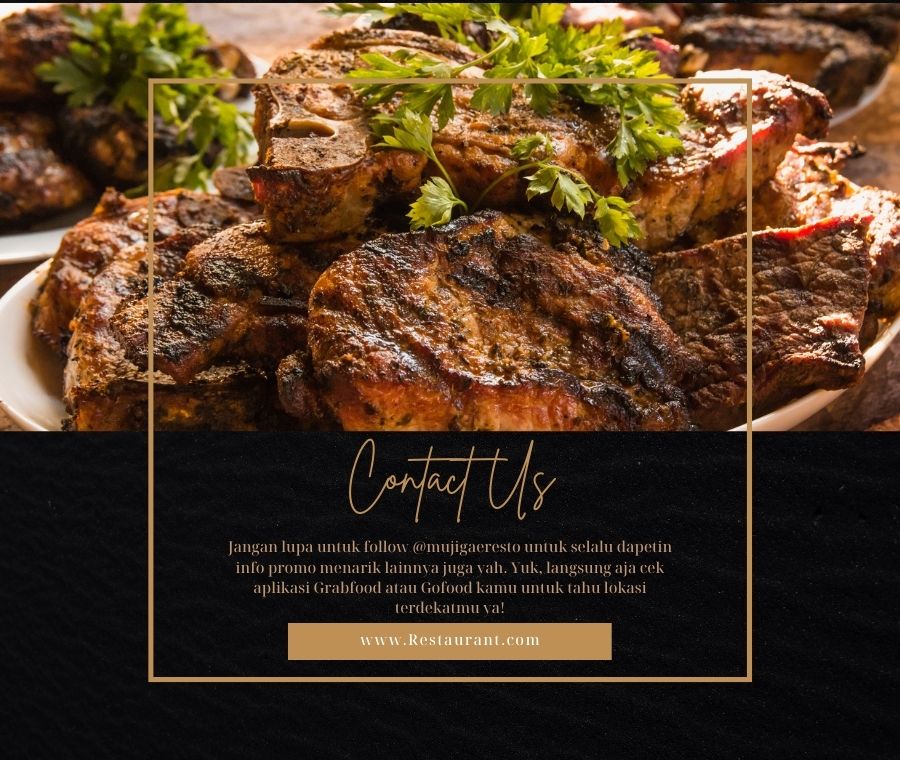 Contact Us
Jangan lupa untuk follow @mujigaeresto untuk selalu dapetin
info promo menarik lainnya juga yah. Yuk, langsung aja cek
aplikasi Grabfood atau Gofood kamu untuk tahu lokasi
terdekatmu ya!
www.Restaurant.com